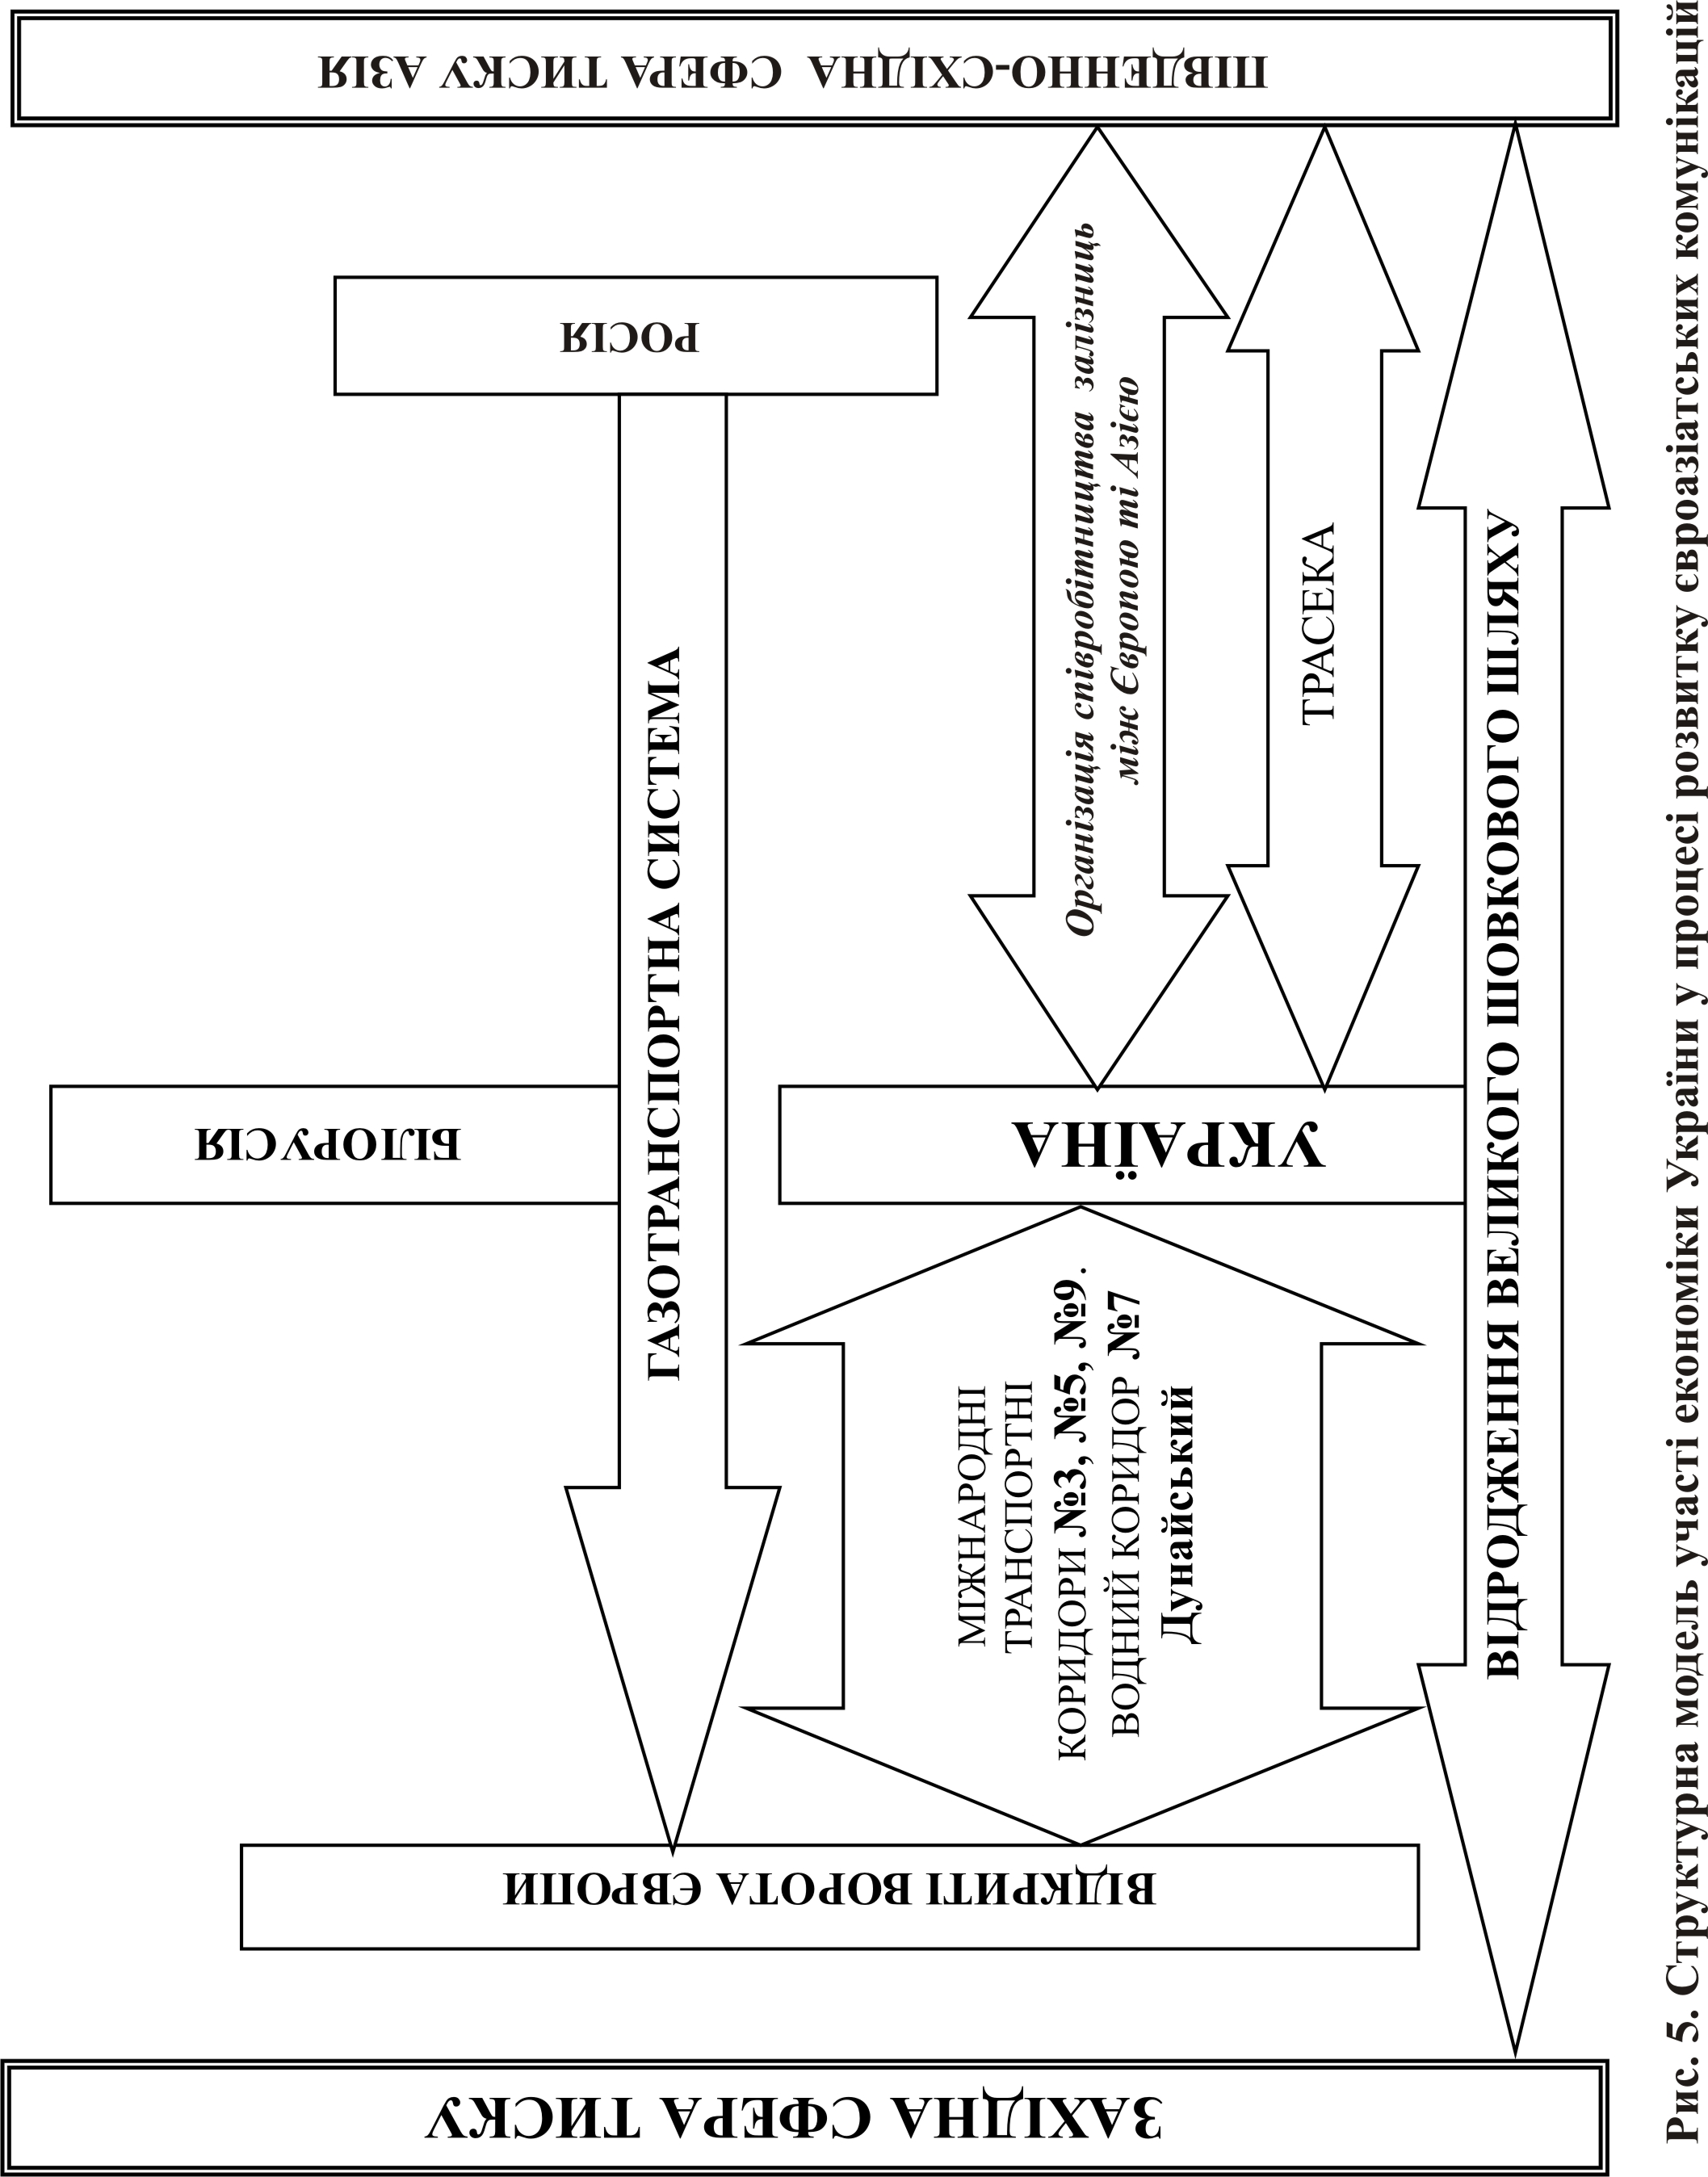 ЗАХІДНА СФЕРА ТИСКУ
ВІДКРИТІ ВОРОТА ЄВРОПИ
БІЛОРУСІЯ
РОСІЯ
ПІВДЕННО-СХІДНА СФЕРА ТИСКУ АЗІЯ
ГАЗОТРАНСПОРТНА СИСТЕМА
УКРАЇНА
МІЖНАРОДНІ
ТРАНСПОРТНІ
КОРИДОРИ №3, №5, №9.
ВОДНИЙ КОРИДОР №7
Дунайський
Організація співробітництва залізниць
між Європою ті Азією
ТРАСЕКА
ВІДРОДЖЕННЯ ВЕЛИКОГО ШОВКОВОГО ШЛЯХУ
Рис. 5. Структурна модель участі економіки України у процесі розвитку євроазіатських комунікацій